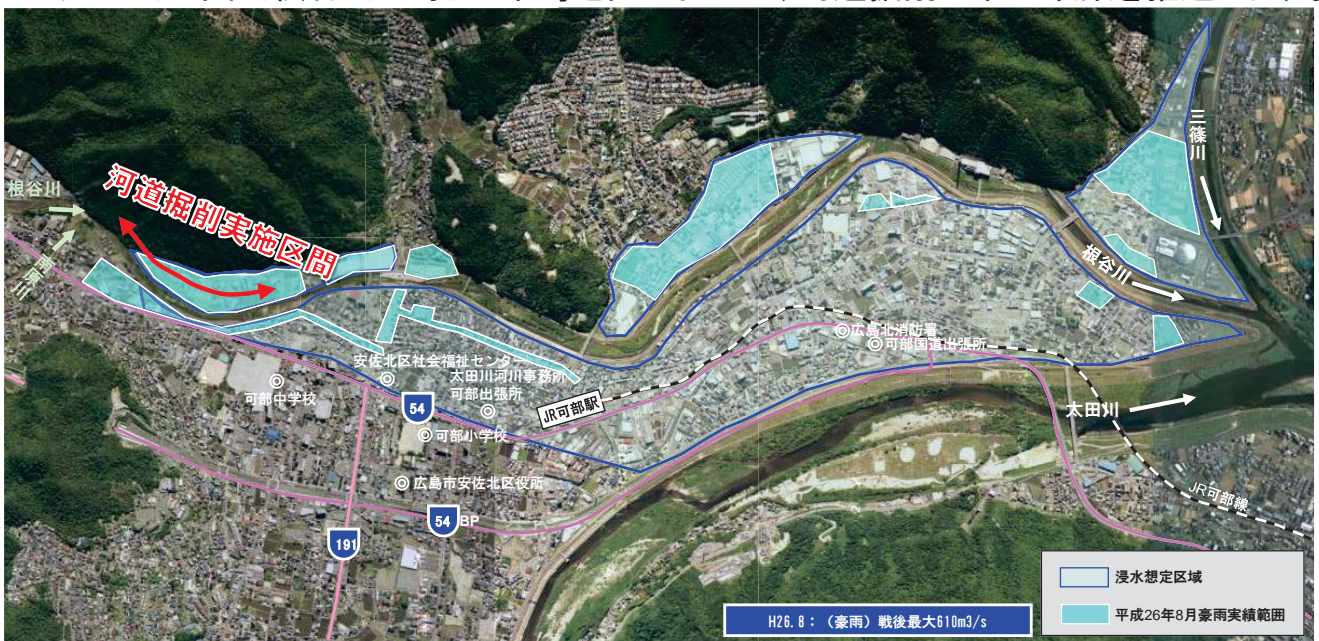 三篠川
根谷川
河道掘削実施区間
根谷川
広島北消防署
可部国道出張所
安佐北区社会福祉センター
太田川河川事務所
可部出張所
可部中学校
54
JR可部駅
太田川
可部小学校
広島市安佐北区役所
JR可部線
54 BP
191
浸水想定区域
平成26年8月豪雨実績範囲
H26.8：（豪雨）戦後最大610m3/s